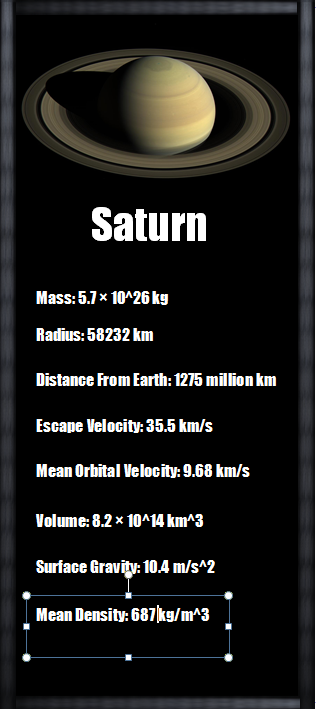 Saturn
Mass: 5.7 × 10^26 kg
Radius: 58232 km
Distance From Earth: 1275 million km
Escape Velocity: 35.5 km/s
Mean Orbital Velocity: 9.68 km/s
Volume: 8.2 × 10^14 km^3
Surface Gravity: 10.4 m/s^2
Mean Density: 687kg/m^3